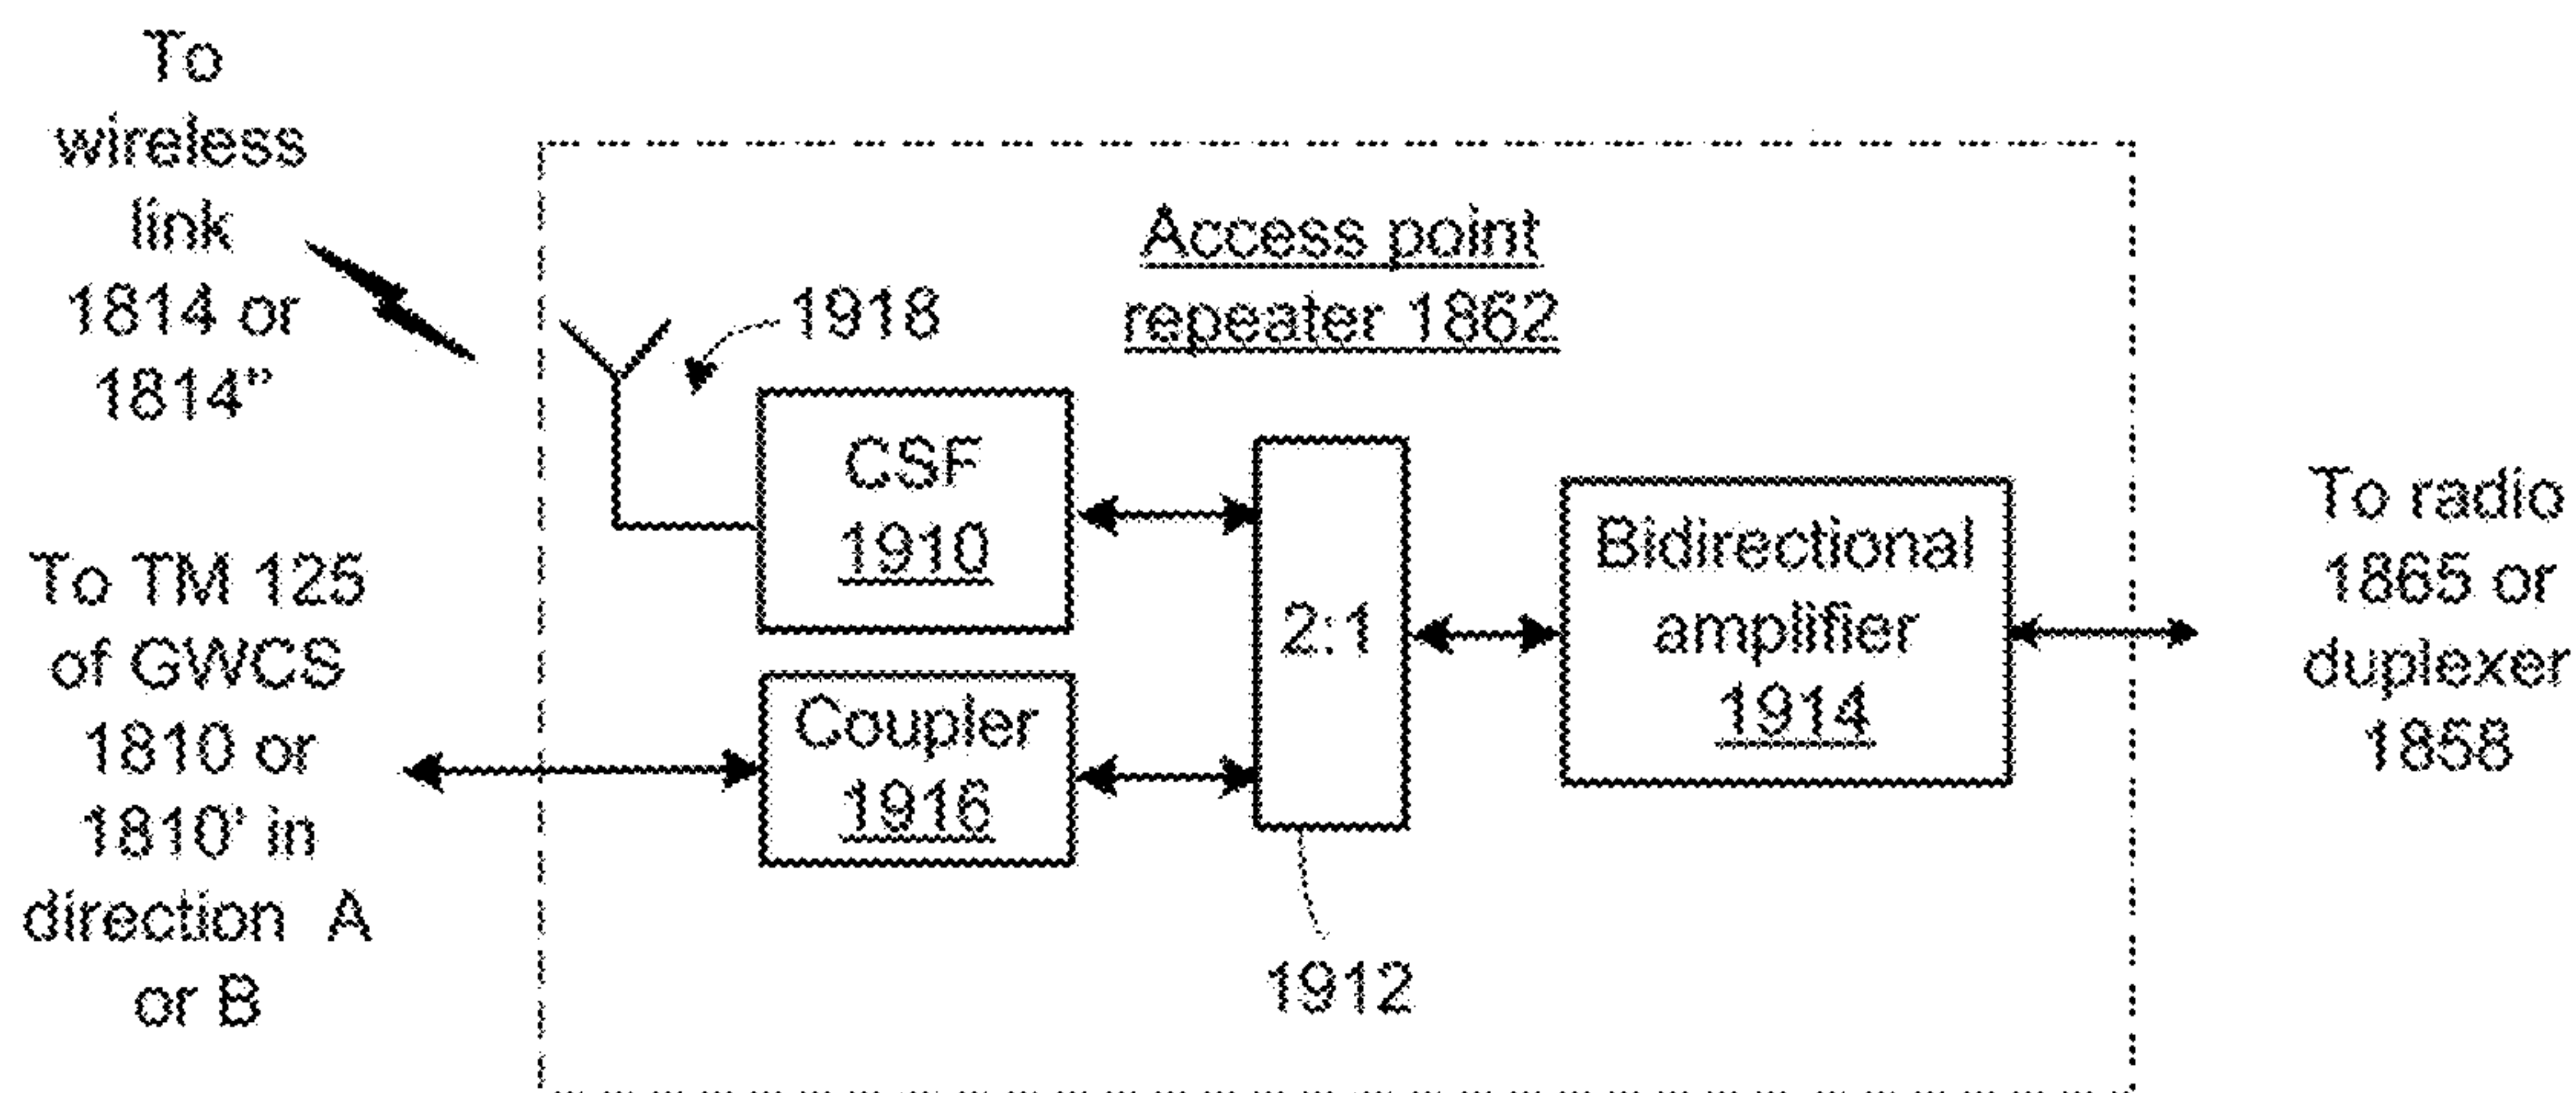 To
wireless
link
1814 or
1814"
To TM 125
of GWCS
1810 or
1810' in
direction A
or B
Access point
repeater 1862
1918
CSF
1910
Coupler
1916
2:1
1912
Bidirectional
amplifier
1914
To radio
1865 or
duplexer
1858